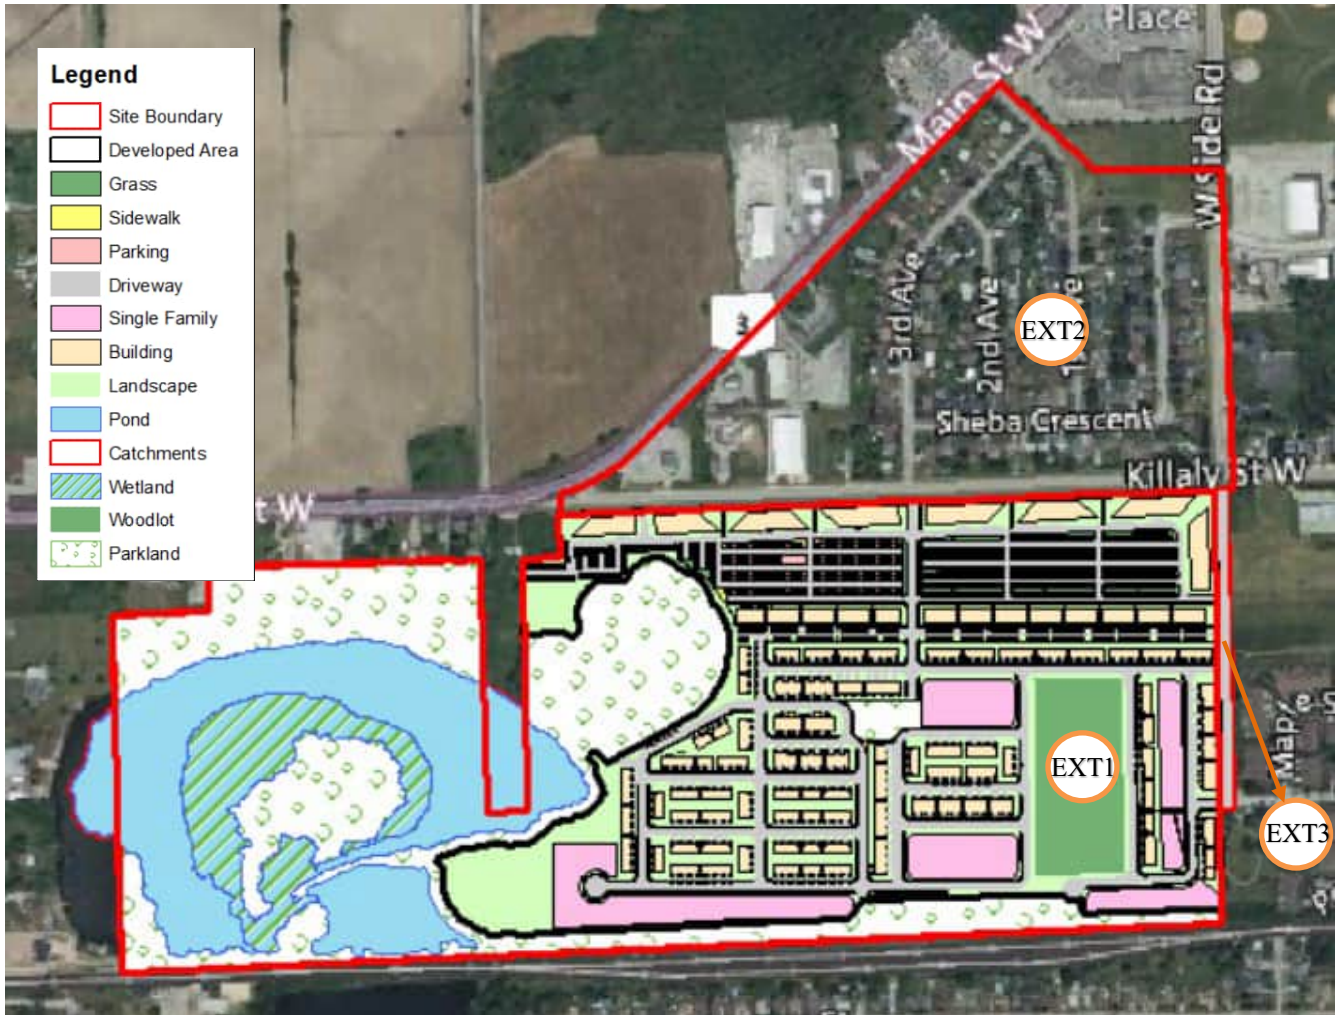 Place
Main St W
W Side Rd
Legend
Site Boundary
Developed Area
Grass
Sidewalk
Parking
Driveway
Single Family
Building
Landscape
Pond
Catchments
Wetland
Woodlot
Parkland
3
3rd Ave
2nd Ave
EXT2
Sheba Crescent
Killaly St W
t W
EXT1
EXT3